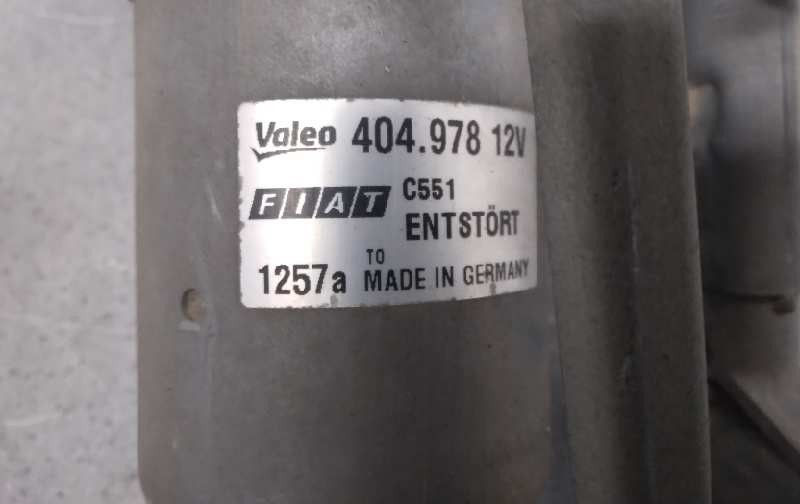 Valeo 404.978 12V
FIAT C551
ENTSTÖRT
TO
1257a MADE IN GERMANY